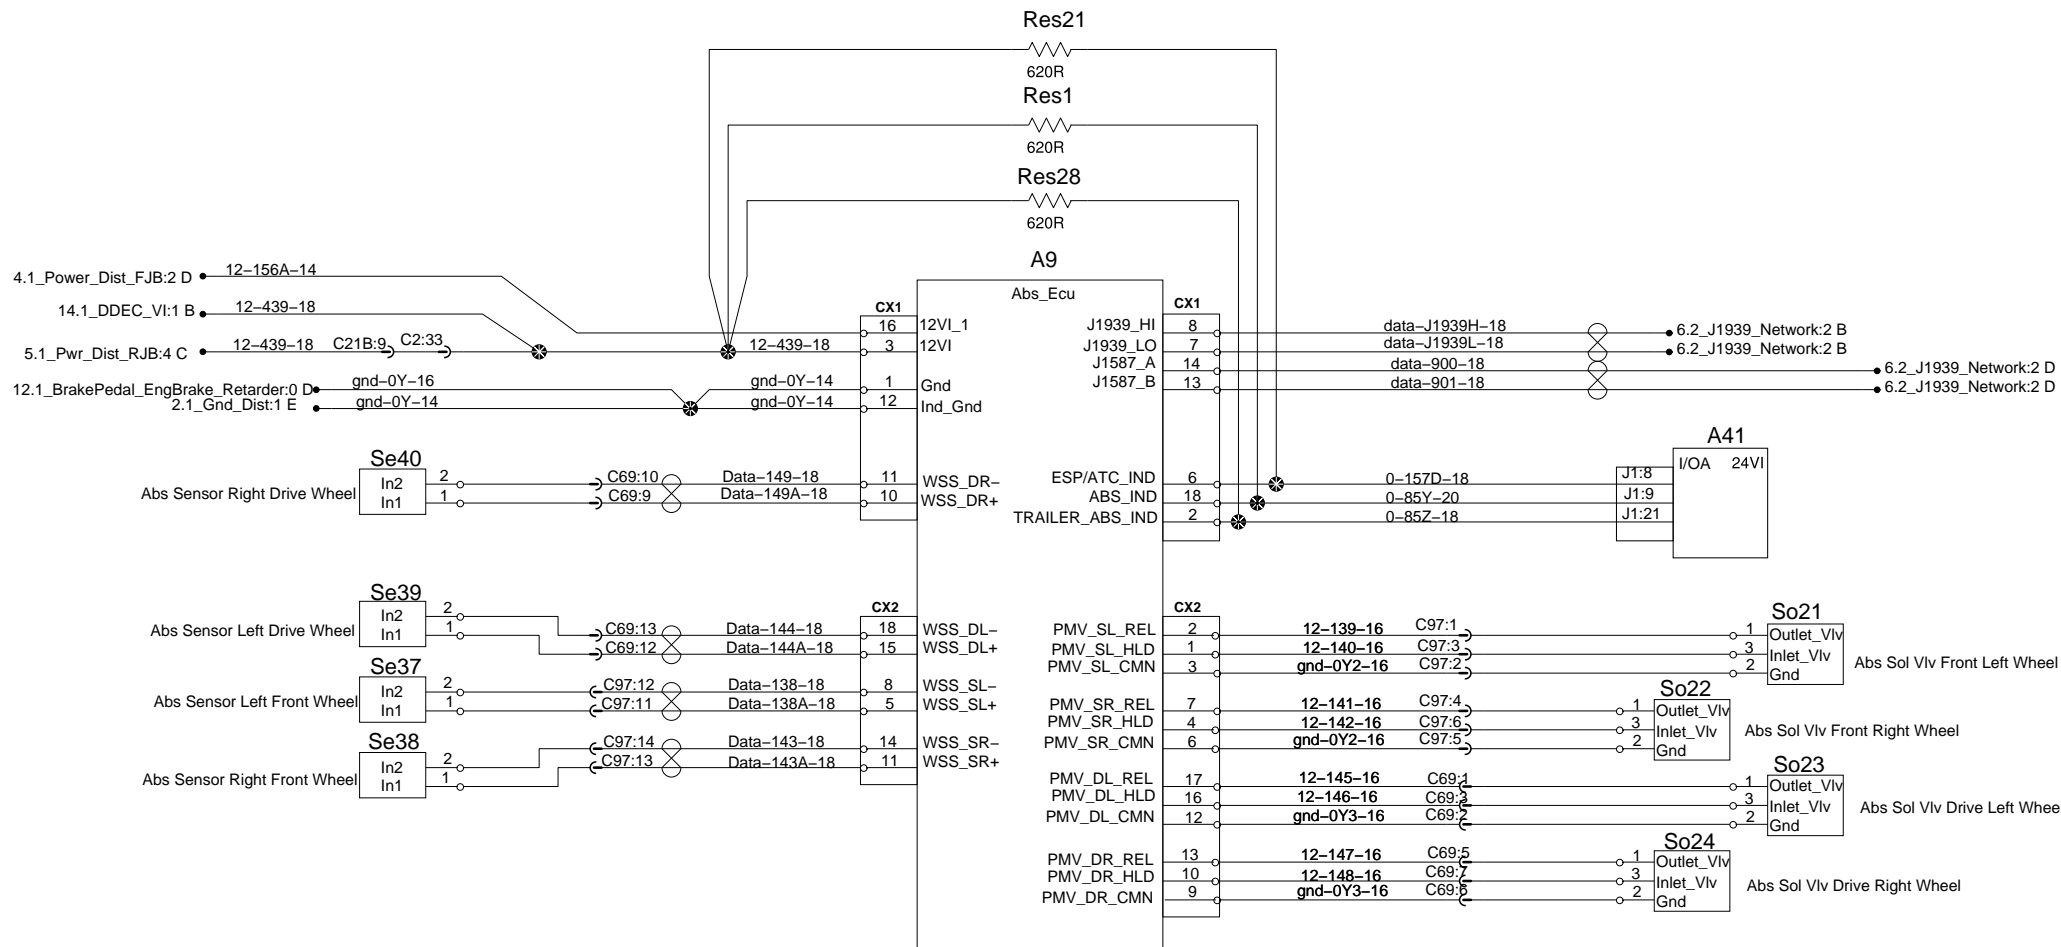 Res21
620R
Res1
620R
Res28
620R
A9
Abs_Ecu
4.1_Power_Dist_FJB:2 D 12-156A-14
14.1_DDEC_VI:1 B 12-439-18
5.1_Pwr_Dist_RJB:4 C 12-439-18 C21B:9 C2:33 12-439-18
12.1_BrakePedal_EngBrake_Retarder:0 D gnd-0Y-16 gnd-0Y-14
2.1_Gnd_Dist:1 E gnd-0Y-14 gnd-0Y-14
CX1
16 12VI_1
3 12VI
1 Gnd
12 Ind_Gnd
CX1
J1939_HI 8 data-J1939H-18 6.2_J1939_Network:2 B
J1939_LO 7 data-J1939L-18 6.2_J1939_Network:2 B
J1587_A 14 data-900-18 6.2_J1939_Network:2 D
J1587_B 13 data-901-18 6.2_J1939_Network:2 D
Se40
Abs Sensor Right Drive Wheel
In2 2 C69:10 Data-149-18 11 WSS_DR-
In1 1 C69:9 Data-149A-18 10 WSS_DR+
A41
I/OA 24VI
ESP/ATC_IND 6 0-157D-18 J1:8
ABS_IND 18 0-85Y-20 J1:9
TRAILER_ABS_IND 2 0-85Z-18 J1:21
CX2
Se39
Abs Sensor Left Drive Wheel
In2 2 C69:13 Data-144-18 18 WSS_DL-
In1 1 C69:12 Data-144A-18 15 WSS_DL+
Se37
Abs Sensor Left Front Wheel
In2 2 C97:12 Data-138-18 8 WSS_SL-
In1 1 C97:11 Data-138A-18 5 WSS_SL+
Se38
Abs Sensor Right Front Wheel
In2 2 C97:14 Data-143-18 14 WSS_SR-
In1 1 C97:13 Data-143A-18 11 WSS_SR+
CX2
So21
PMV_SL_REL 2 12-139-16 C97:1 1 Outlet_Vlv
PMV_SL_HLD 1 12-140-16 C97:3 3 Inlet_Vlv
PMV_SL_CMN 3 gnd-0Y2-16 C97:2 2 Gnd
Abs Sol Vlv Front Left Wheel
So22
PMV_SR_REL 7 12-141-16 C97:4 1 Outlet_Vlv
PMV_SR_HLD 4 12-142-16 C97:6 3 Inlet_Vlv
PMV_SR_CMN 6 gnd-0Y2-16 C97:5 2 Gnd
Abs Sol Vlv Front Right Wheel
So23
PMV_DL_REL 17 12-145-16 C69:1 1 Outlet_Vlv
PMV_DL_HLD 16 12-146-16 C69:3 3 Inlet_Vlv
PMV_DL_CMN 12 gnd-0Y3-16 C69:2 2 Gnd
Abs Sol Vlv Drive Left Whee
So24
PMV_DR_REL 13 12-147-16 C69:5 1 Outlet_Vlv
PMV_DR_HLD 10 12-148-16 C69:7 3 Inlet_Vlv
PMV_DR_CMN 9 gnd-0Y3-16 C69:6 2 Gnd
Abs Sol Vlv Drive Right Wheel